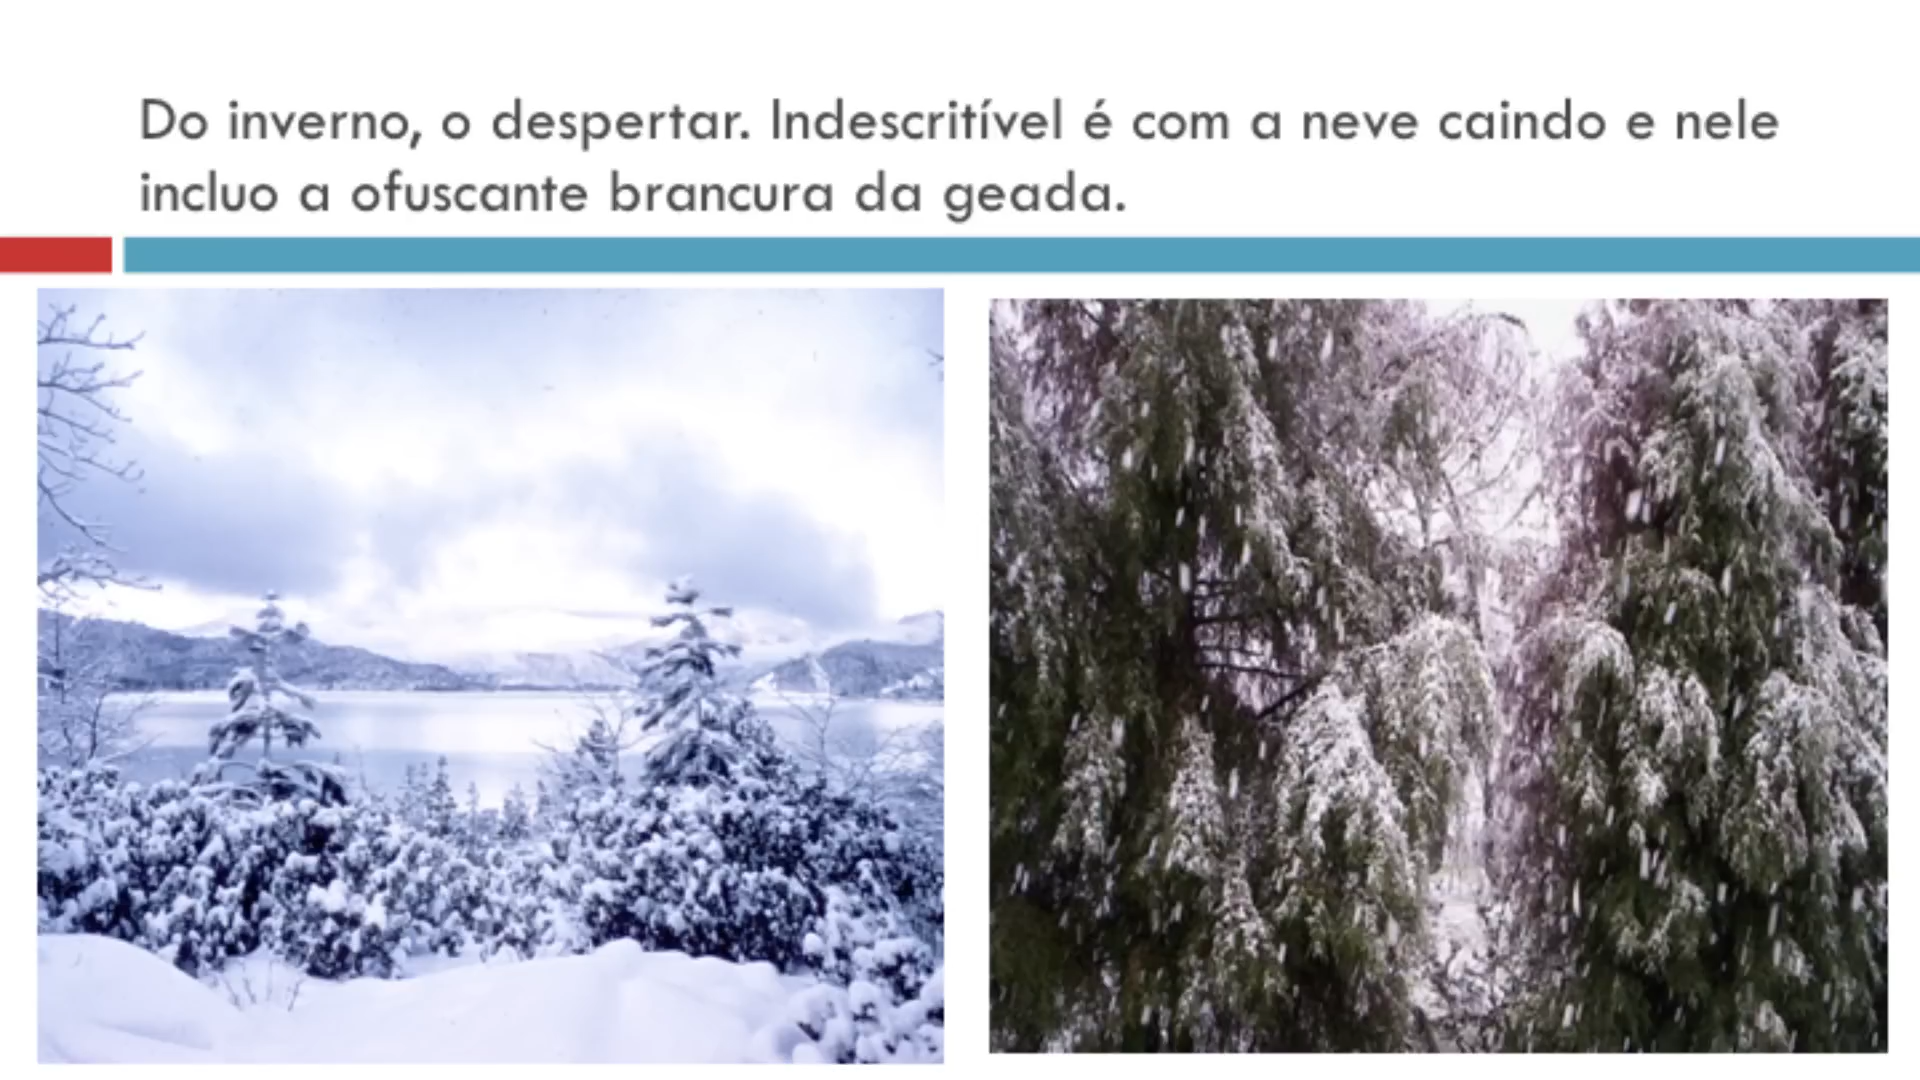 Do inverno, o despertar. Indescritível é com a neve caindo e nele
incluo a ofuscante brancura da geada.